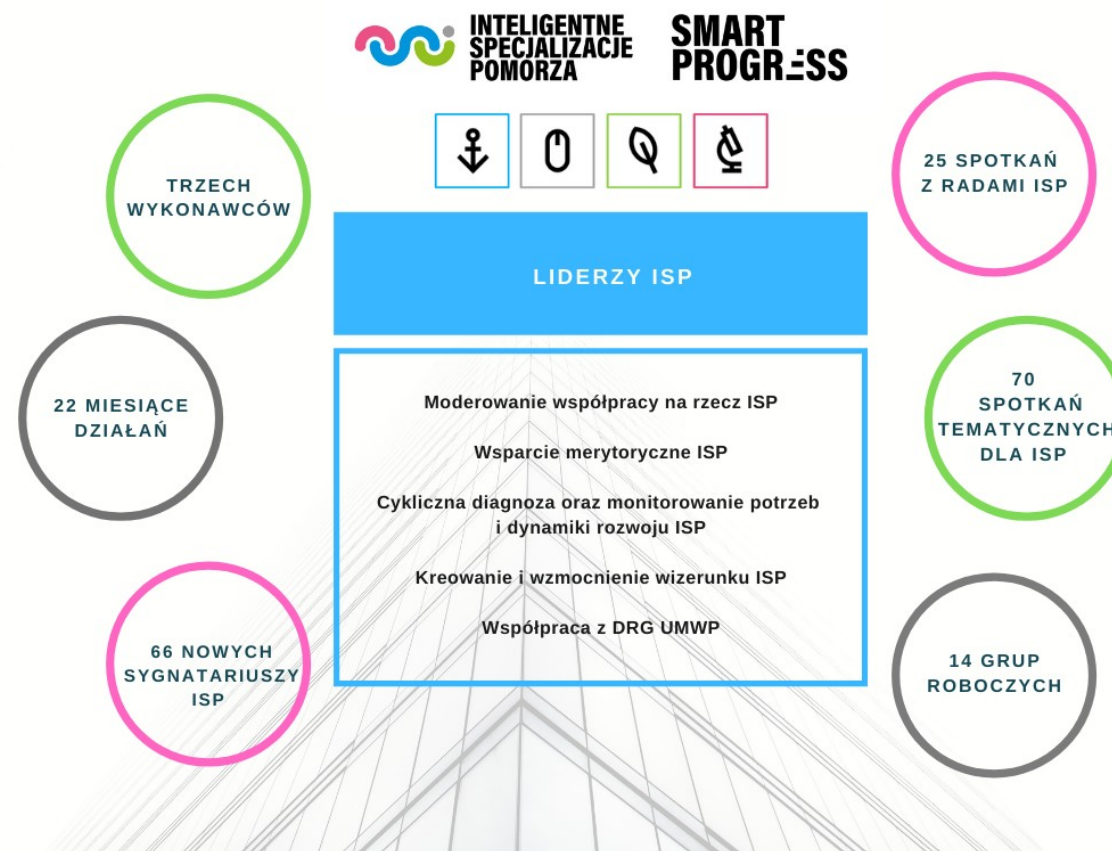 INTELIGENTNE
SPECJALIZACJE
POMORZA
SMART
PROGRESS
TRZECH
WYKONAWCÓW
25 SPOTKAŃ
Z RADAMI ISP
LIDERZY ISP
22 MIESIĄCE
DZIAŁAŃ
70
SPOTKAŃ
TEMATYCZNYCH
DLA ISP
Moderowanie współpracy na rzecz ISP
Wsparcie merytoryczne ISP
Cykliczna diagnoza oraz monitorowanie potrzeb
i dynamiki rozwoju ISP
Kreowanie i wzmocnienie wizerunku ISP
Współpraca z DRG UMWP
66 NOWYCH
SYGNATARIUSZY
ISP
14 GRUP
ROBOCZYCH